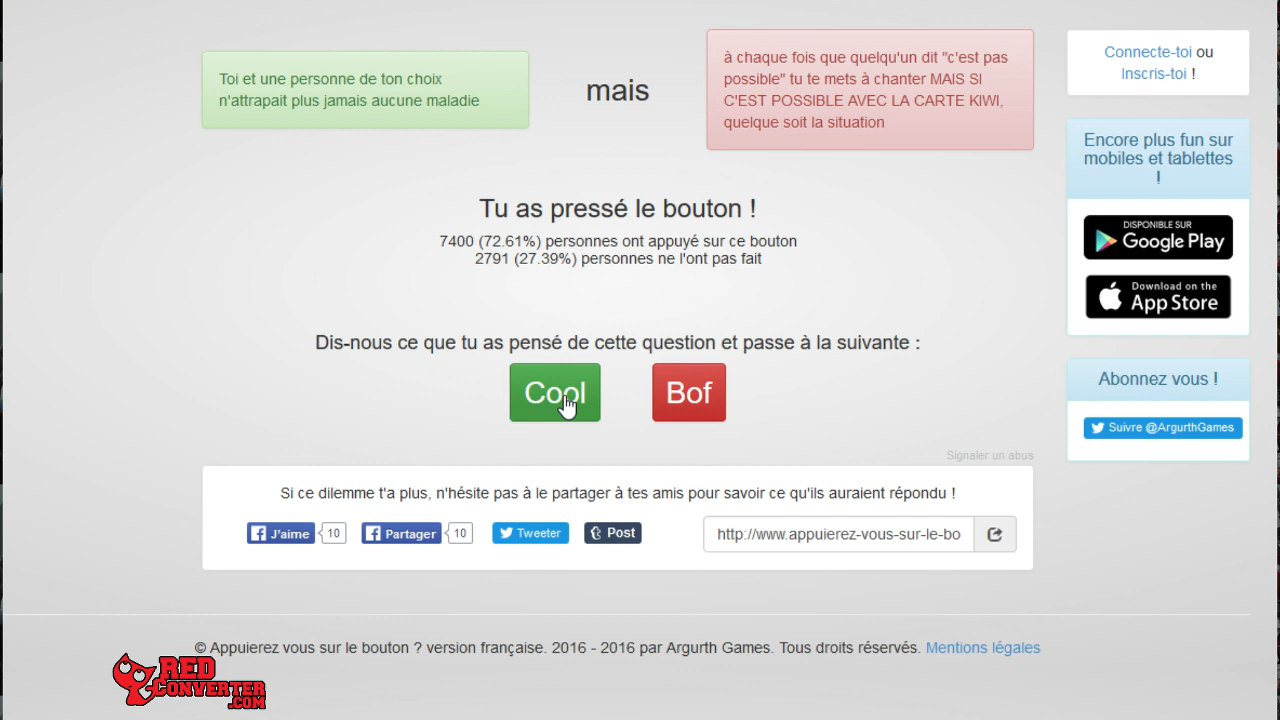 Toi et une personne de ton choix
n'attrapait plus jamais aucune maladie
mais
à chaque fois que quelqu'un dit "c'est pas
possible" tu te mets à chanter MAIS SI
C'EST POSSIBLE AVEC LA CARTE KIWI,
quelque soit la situation
Connecte-toi ou
Inscris-toi !
Encore plus fun sur
mobiles et tablettes
!
DISPONIBLE SUR
Google Play
Download on the
App Store
Abonnez vous !
Suivre @ArgurthGames
Tu as pressé le bouton !
7400 (72.61%) personnes ont appuyé sur ce bouton
2791 (27.39%) personnes ne l'ont pas fait
Dis-nous ce que tu as pensé de cette question et passe à la suivante :
Cool
Bof
Signaler un abus
Si ce dilemme t'a plus, n'hésite pas à le partager à tes amis pour savoir ce qu'ils auraient répondu !
J'aime 10 Partager 10 Tweeter Post
http://www.appuierez-vous-sur-le-bo
© Appuierez vous sur le bouton ? version française. 2016 - 2016 par Argurth Games. Tous droits réservés. Mentions légales
RED
CONVERTER
.COM